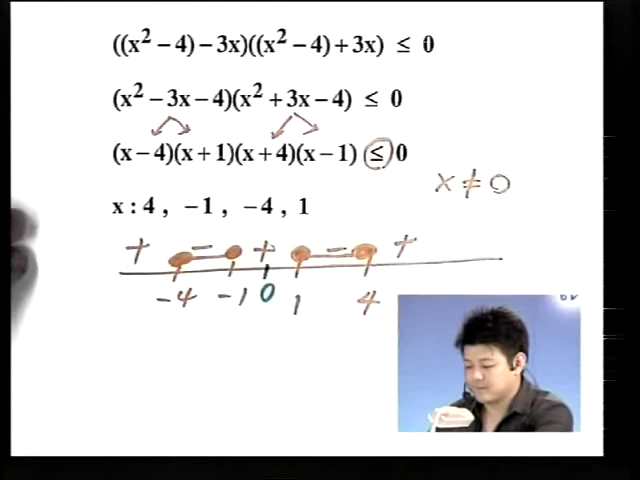 ((x² − 4) − 3x)((x² − 4) + 3x) ≤ 0
(x² − 3x − 4)(x² + 3x − 4) ≤ 0
(x − 4)(x + 1)(x + 4)(x − 1) ≤ 0
x ≠ 0
x : 4 , −1 , −4 , 1
+ − + − +
−4 −1 0 1 4